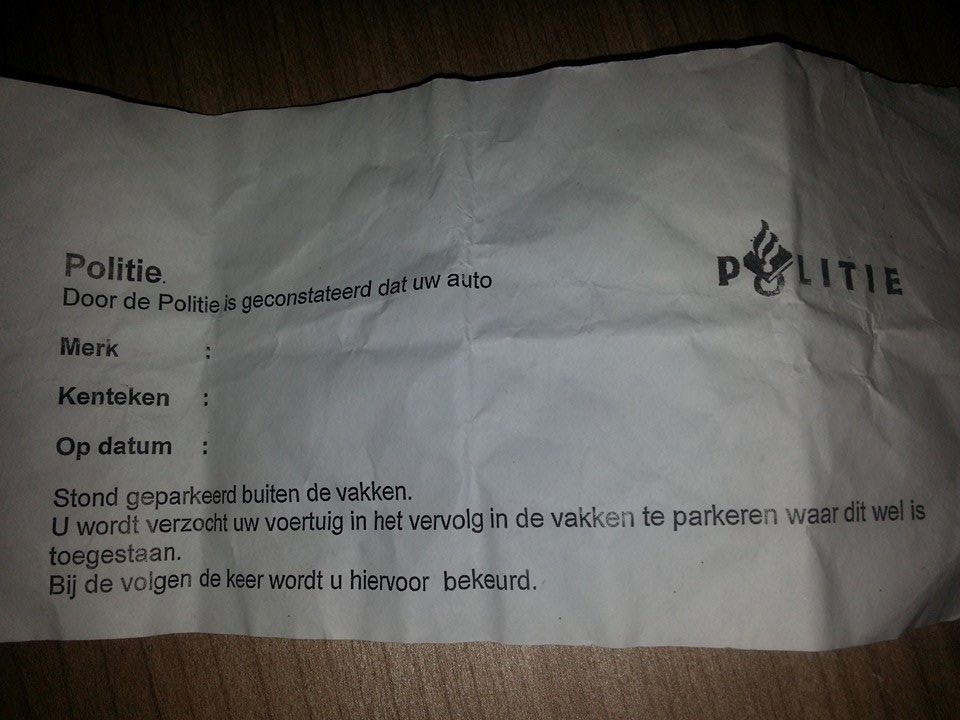 Politie.
POLITIE
Door de Politie is geconstateerd dat uw auto
Merk :
Kenteken :
Op datum :
Stond geparkeerd buiten de vakken.
U wordt verzocht uw voertuig in het vervolg in de vakken te parkeren waar dit wel is
toegestaan.
Bij de volgen de keer wordt u hiervoor bekeurd.